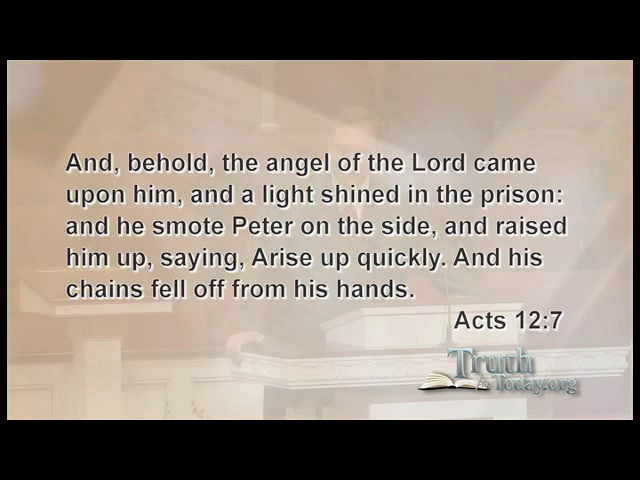 And, behold, the angel of the Lord came
upon him, and a light shined in the prison:
and he smote Peter on the side, and raised
him up, saying, Arise up quickly. And his
chains fell off from his hands.
Acts 12:7
Truth
for Today.org